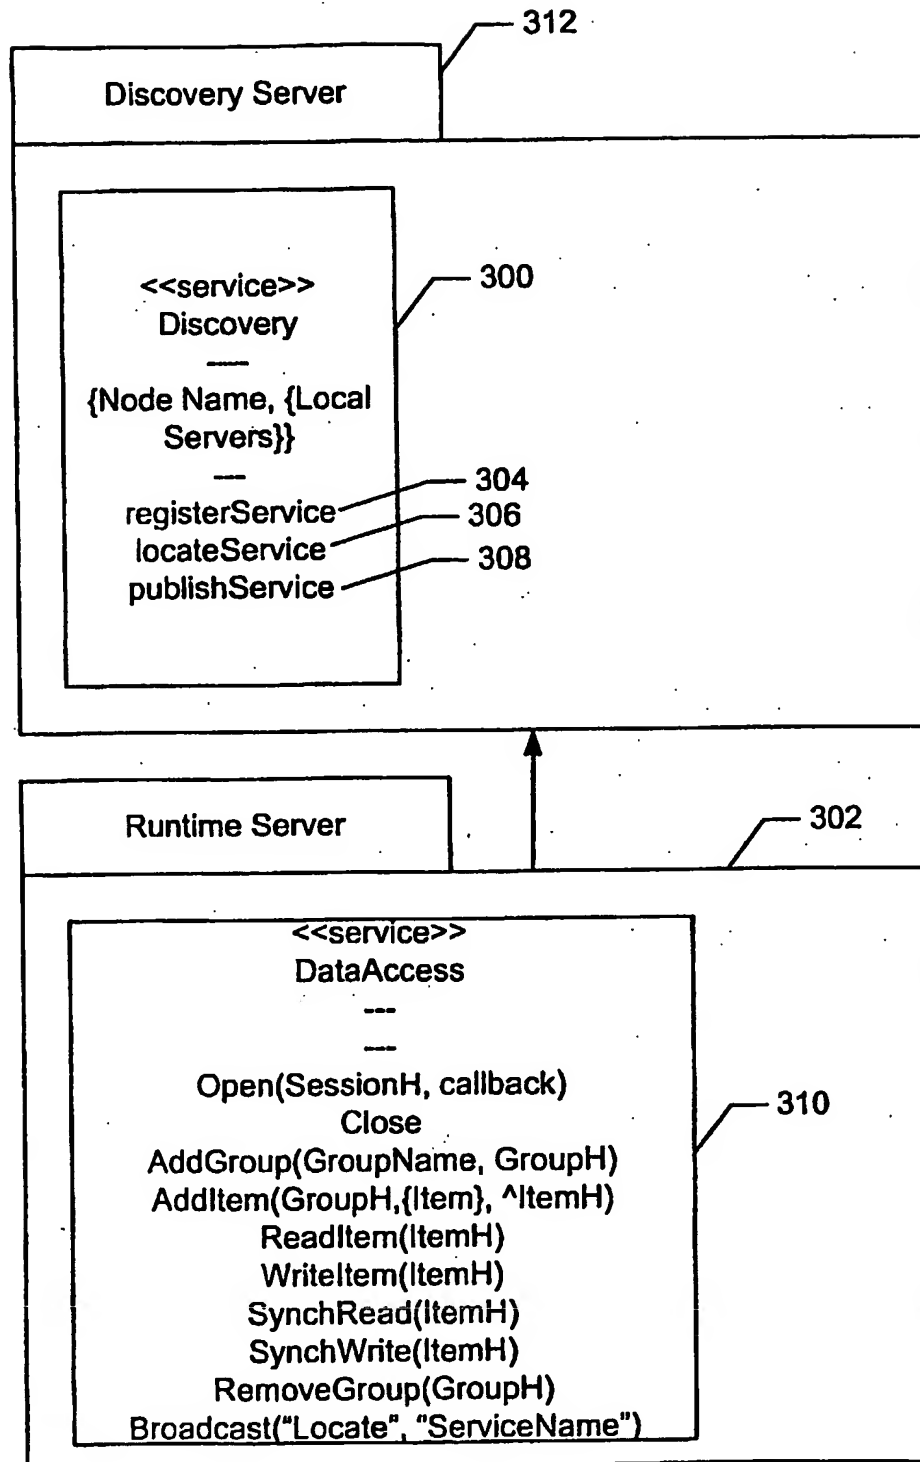 312
Discovery Server
<<service>>
Discovery
----
{Node Name, {Local
Servers}}
---
registerService
locateService
publishService
300
304
306
308
Runtime Server
302
<<service>>
DataAccess
---
---
Open(SessionH, callback)
Close
AddGroup(GroupName, GroupH)
AddItem(GroupH,{Item}, ^ItemH)
ReadItem(ItemH)
WriteItem(ItemH)
SynchRead(ItemH)
SynchWrite(ItemH)
RemoveGroup(GroupH)
Broadcast("Locate", "ServiceName")
310